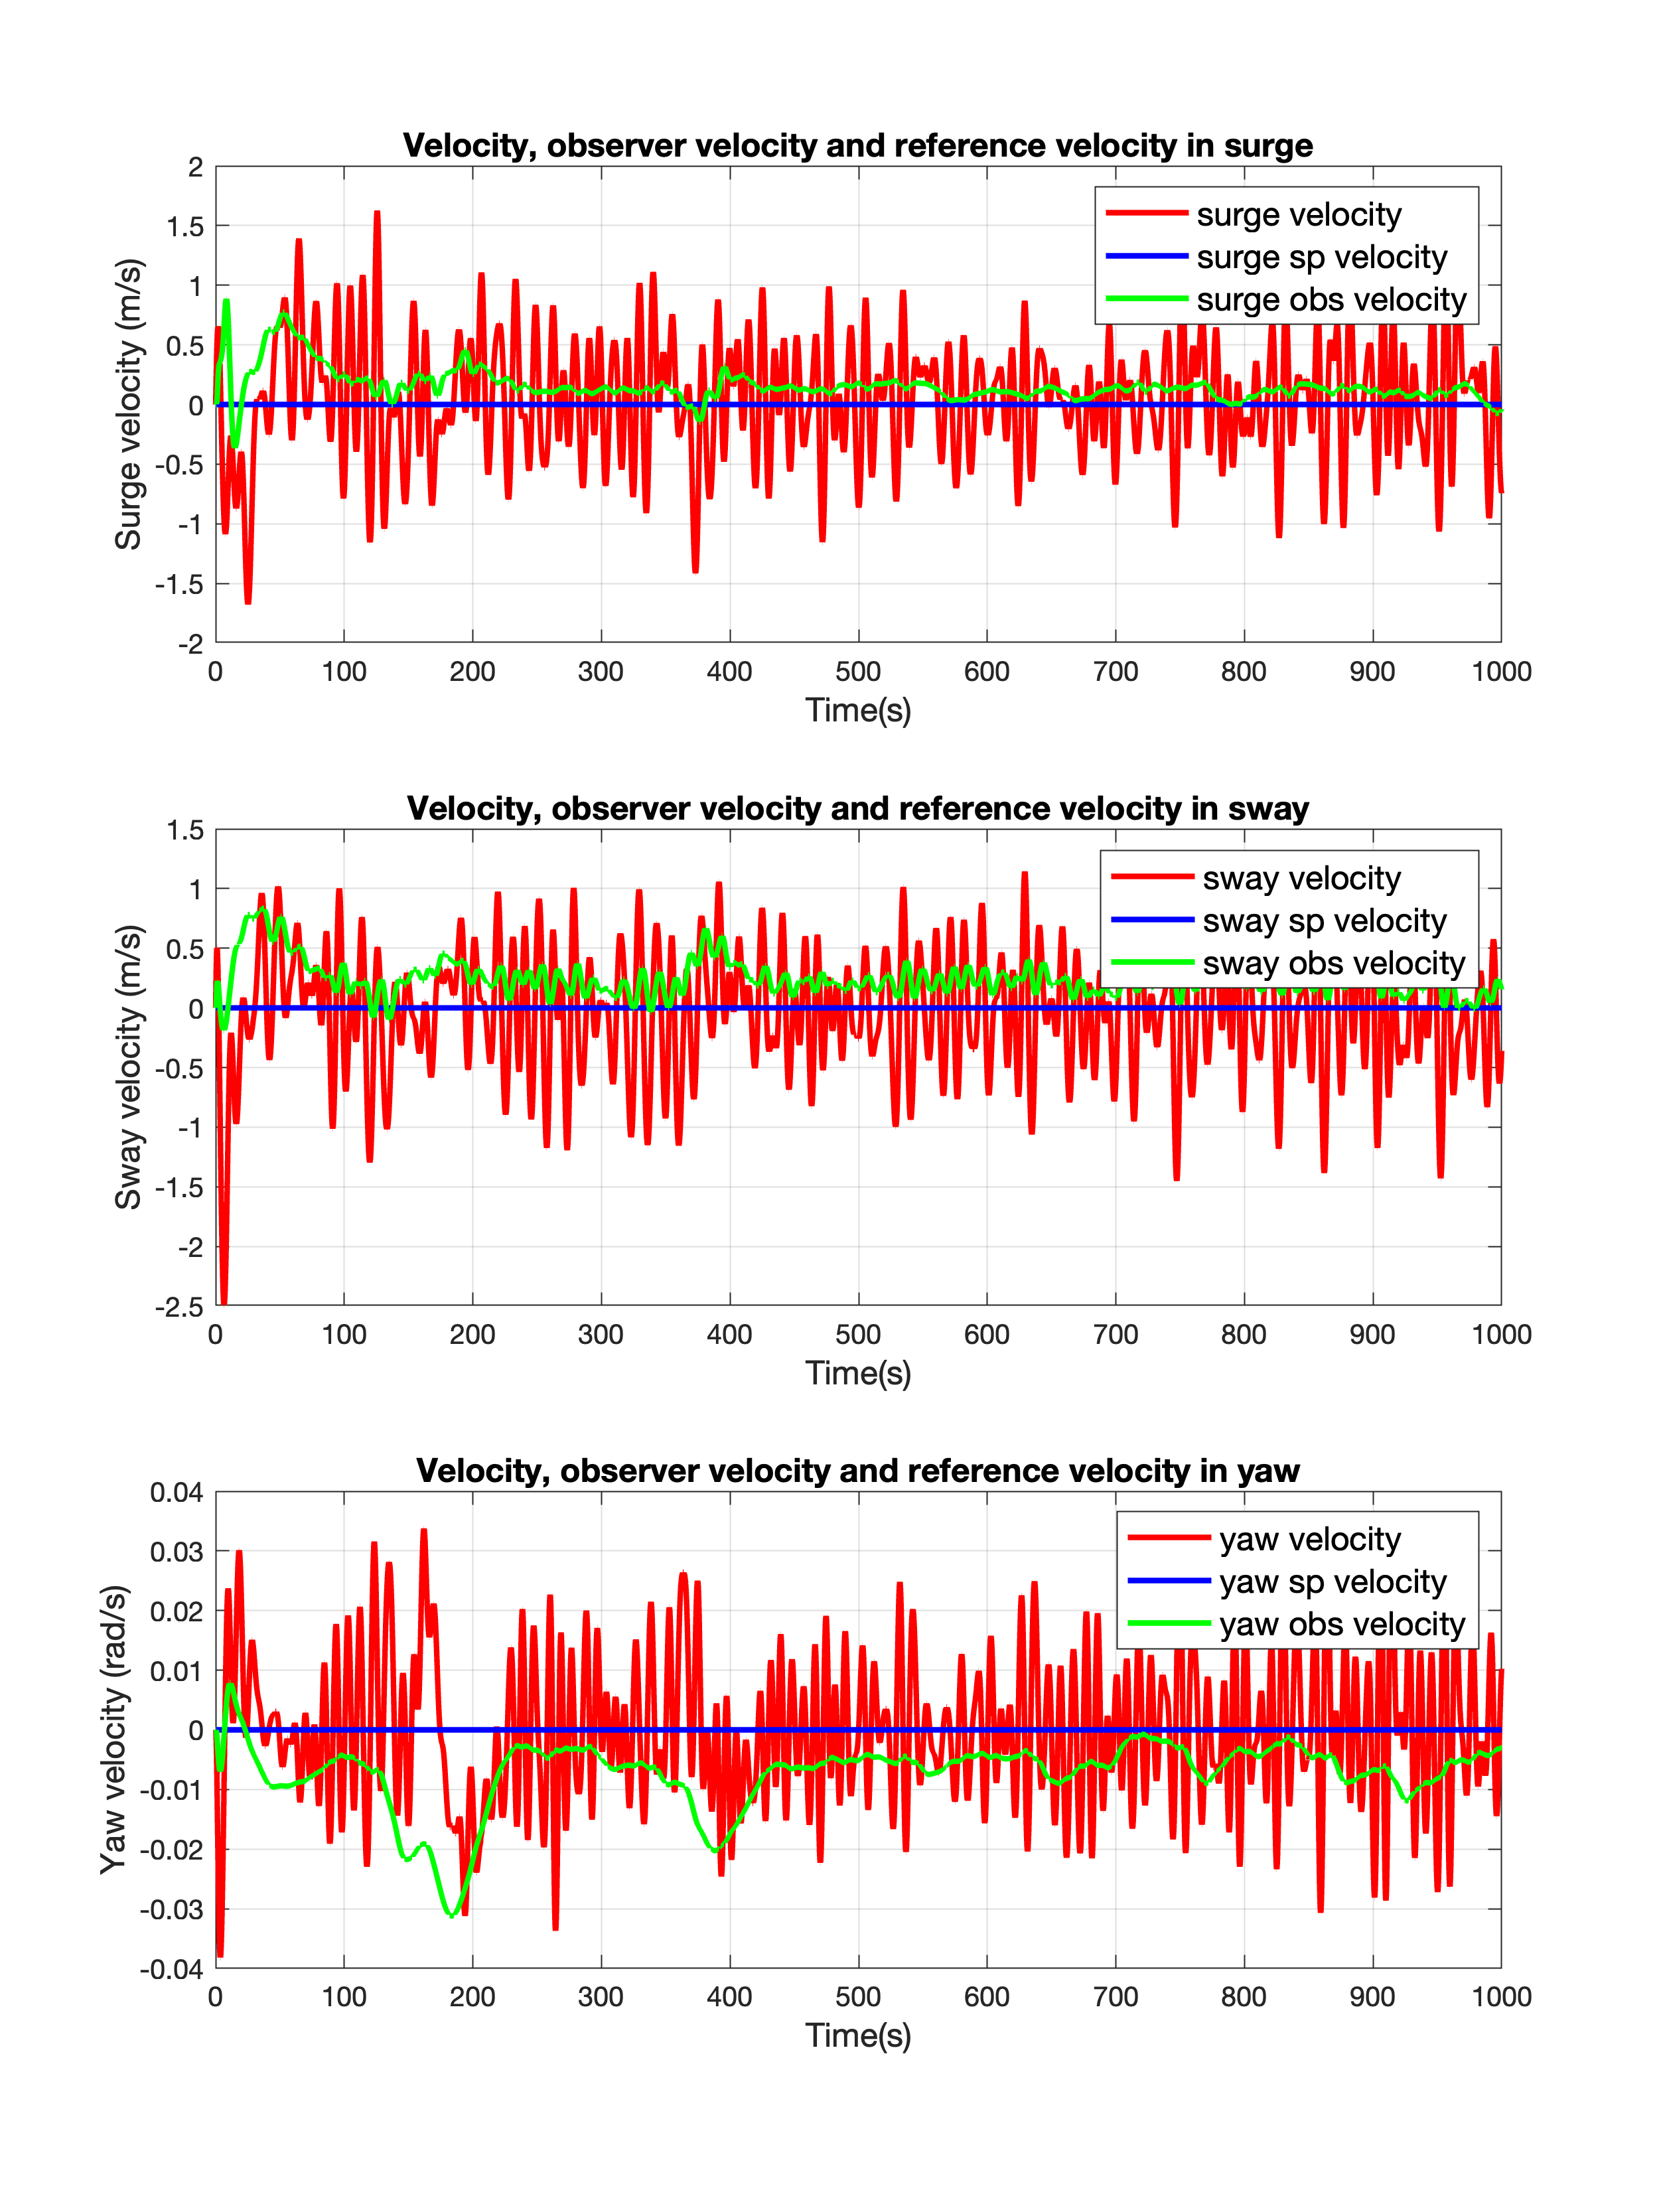 Velocity, observer velocity and reference velocity in surge
2
1.5
1
0.5
0
-0.5
-1
-1.5
-2
Surge velocity (m/s)
surge velocity
surge sp velocity
surge obs velocity
0 100 200 300 400 500 600 700 800 900 1000
Time(s)
Velocity, observer velocity and reference velocity in sway
1.5
1
0.5
0
-0.5
-1
-1.5
-2
-2.5
Sway velocity (m/s)
sway velocity
sway sp velocity
sway obs velocity
0 100 200 300 400 500 600 700 800 900 1000
Time(s)
Velocity, observer velocity and reference velocity in yaw
0.04
0.03
0.02
0.01
0
-0.01
-0.02
-0.03
-0.04
Yaw velocity (rad/s)
yaw velocity
yaw sp velocity
yaw obs velocity
0 100 200 300 400 500 600 700 800 900 1000
Time(s)